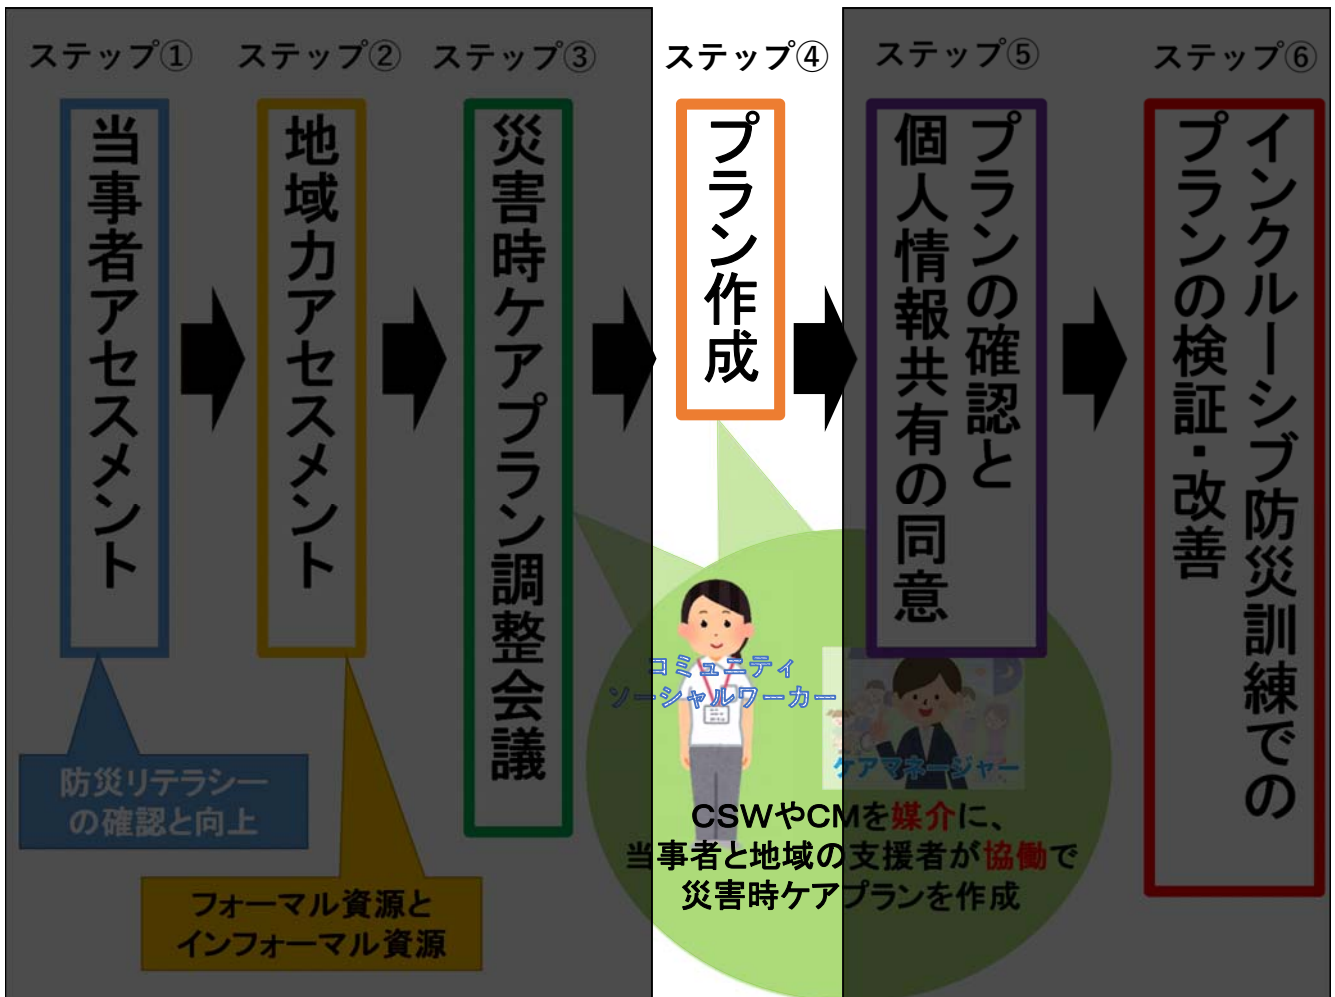 ステップ①
当事者アセスメント
防災リテラシー
の確認と向上
ステップ②
地域力アセスメント
フォーマル資源と
インフォーマル資源
ステップ③
災害時ケアプラン調整会議
ステップ④
プラン作成
コミュニティ
ソーシャルワーカー
ケアマネージャー
CSWやCMを媒介に、
当事者と地域の支援者が協働で
災害時ケアプランを作成
ステップ⑤
プランの確認と
個人情報共有の同意
ステップ⑥
インクルーシブ防災訓練での
プランの検証・改善